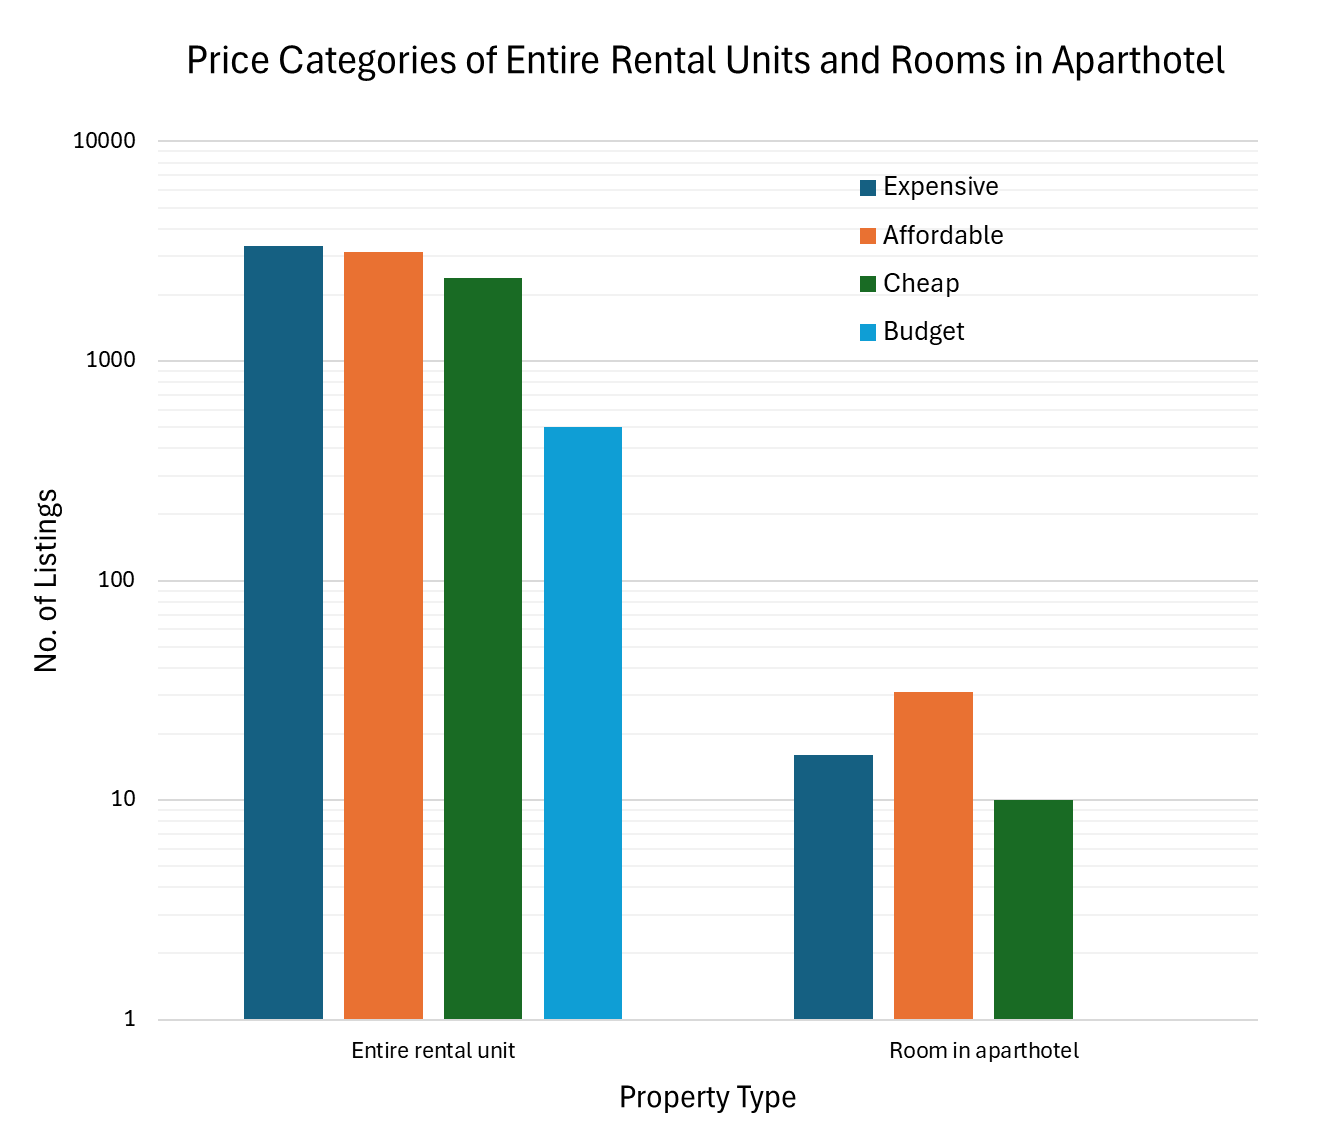 Price Categories of Entire Rental Units and Rooms in Aparthotel
10000
1000
100
10
1
No. of Listings
Expensive
Affordable
Cheap
Budget
Entire rental unit
Room in aparthotel
Property Type